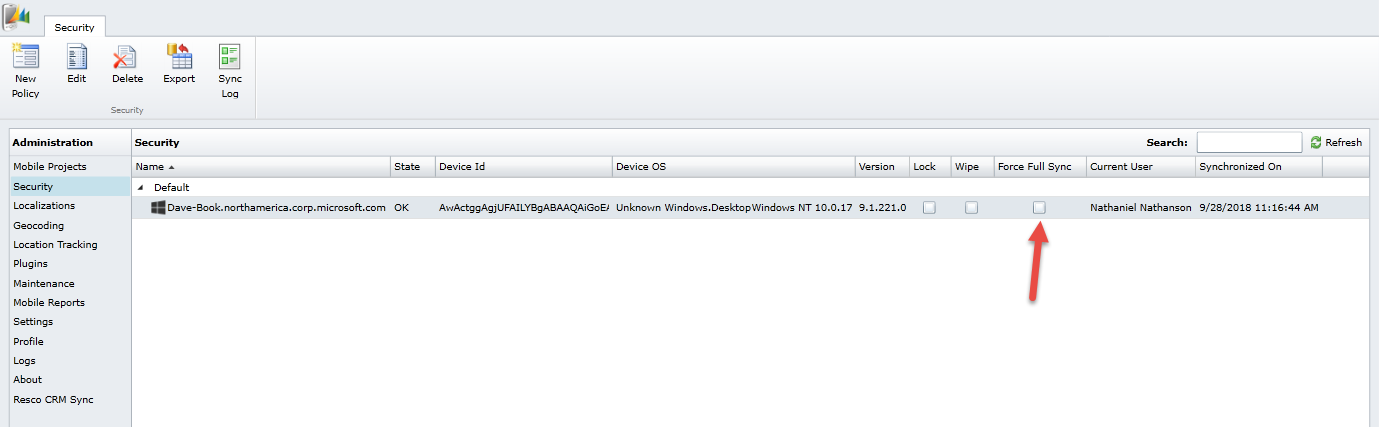 Security
New Policy
Edit
Delete
Export
Sync Log
Security
Administration
Mobile Projects
Security
Localizations
Geocoding
Location Tracking
Plugins
Maintenance
Mobile Reports
Settings
Profile
Logs
About
Resco CRM Sync
Security Search: Refresh
Name State Device Id Device OS Version Lock Wipe Force Full Sync Current User Synchronized On
Default
Dave-Book.northamerica.corp.microsoft.com OK AwActggAgjUFAILYBgABAAQAiGoEA Unknown Windows.DesktopWindows NT 10.0.17 9.1.221.0 Nathaniel Nathanson 9/28/2018 11:16:44 AM